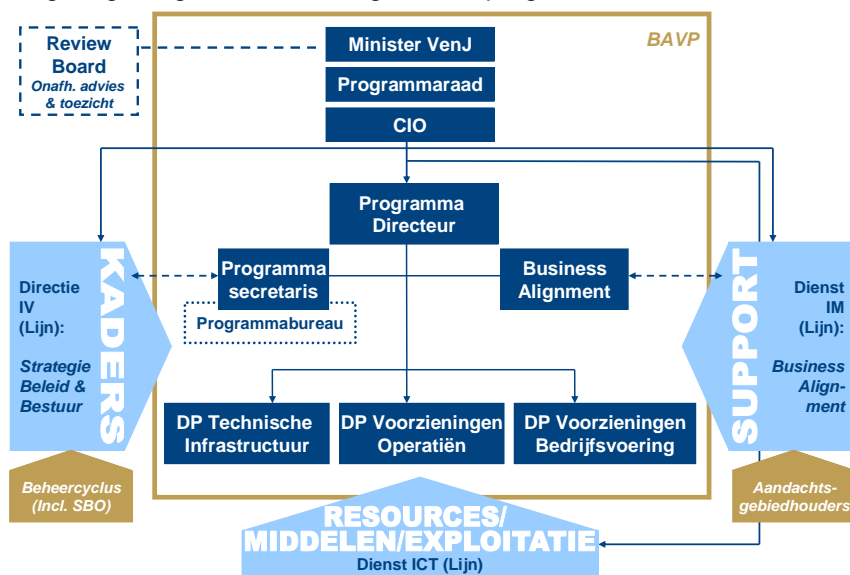 Review
Board
Onafh. advies
& toezicht
BAVP
Minister VenJ
Programmaraad
CIO
Programma
Directeur
Programma
secretaris
Programmabureau
Business
Alignment
KADERS
Directie
IV
(Lijn):
Strategie
Beleid &
Bestuur
SUPPORT
Dienst
IM
(Lijn):
Business
Align-
ment
DP Technische
Infrastructuur
DP Voorzieningen
Operatiën
DP Voorzieningen
Bedrijfsvoering
Beheercyclus
(Incl. SBO)
Aandachts-
gebiedhouders
RESOURCES/
MIDDELEN/EXPLOITATIE
Dienst ICT (Lijn)